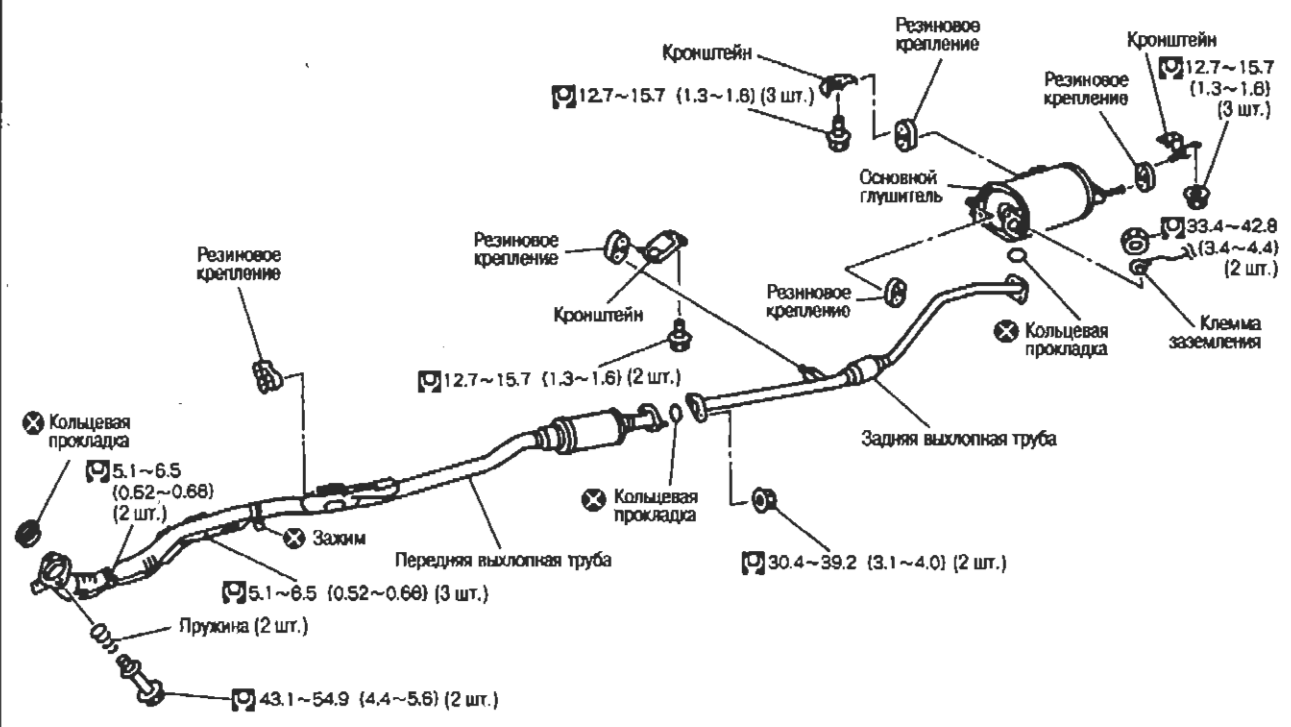 Резиновое
крепление
Кронштейн
Кронштейн
12.7~15.7 (1.3~1.6) (3 шт.)
Резиновое
крепление
12.7~15.7
(1.3~1.6)
(3 шт.)
Основной
глушитель
33.4~42.8
(3.4~4.4)
(2 шт.)
Резиновое
крепление
Резиновое
крепление
Кронштейн
Резиновое
крепление
Кольцевая
прокладка
Клемма
заземления
12.7~15.7 (1.3~1.6) (2 шт.)
Кольцевая
прокладка
Задняя выхлопная труба
5.1~6.5
(0.52~0.66)
(2 шт.)
Кольцевая
прокладка
Зажим
Передняя выхлопная труба
30.4~39.2 (3.1~4.0) (2 шт.)
5.1~6.5 (0.52~0.66) (3 шт.)
Пружина (2 шт.)
43.1~54.9 (4.4~5.6) (2 шт.)